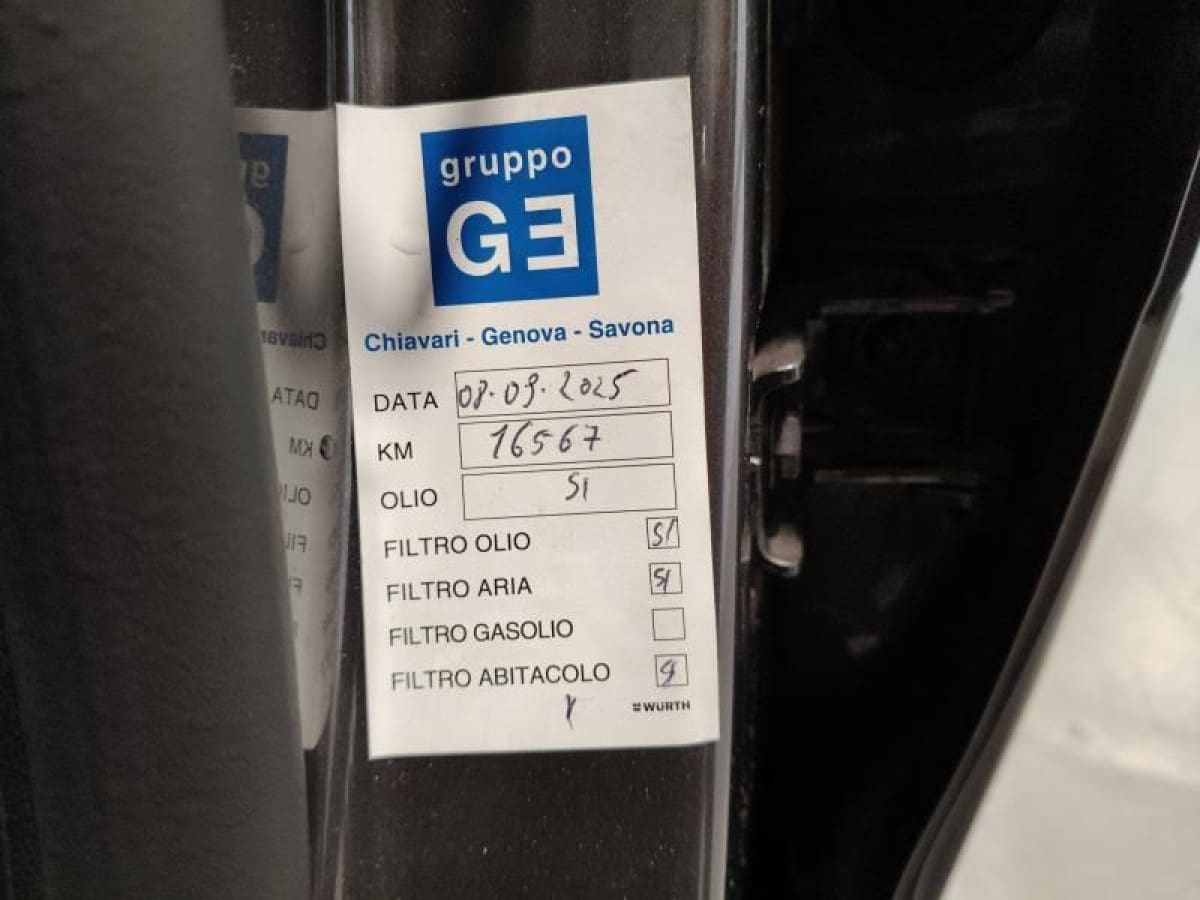 gruppo
GE
Chiavari - Genova - Savona
DATA 08.09.2025
KM 16567
OLIO SI
FILTRO OLIO SI
FILTRO ARIA SI
FILTRO GASOLIO
FILTRO ABITACOLO
WÜRTH